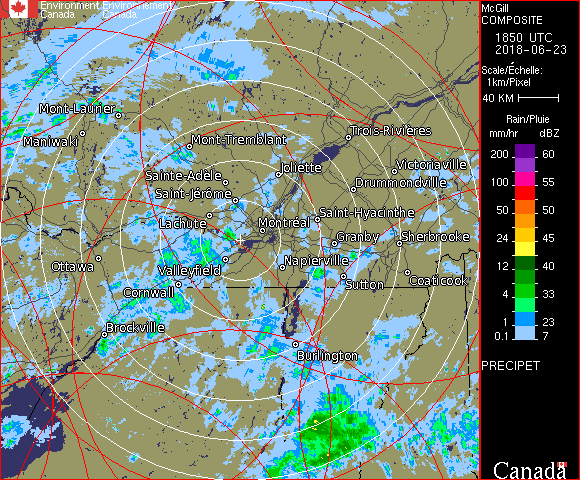 Environment Environnement
Canada Canada
McGill
COMPOSITE
1850 UTC
2018-06-23
Scale/Échelle:
1km/Pixel
40 KM
Rain/Pluie
mm/hr dBZ
200 60
100 55
50 50
24 45
12 40
4 33
1 23
0.1 7
PRECIPET
Canada
Mont-Laurier
Maniwaki
Mont-Tremblant
Trois-Rivières
Joliette
Victoriaville
Sainte-Adèle
Drummondville
Saint-Jérôme
Lachute
Saint-Hyacinthe
Montréal
Granby
Sherbrooke
Ottawa
Valleyfield
Napierville
Sutton
Coaticook
Cornwall
Brockville
Burlington